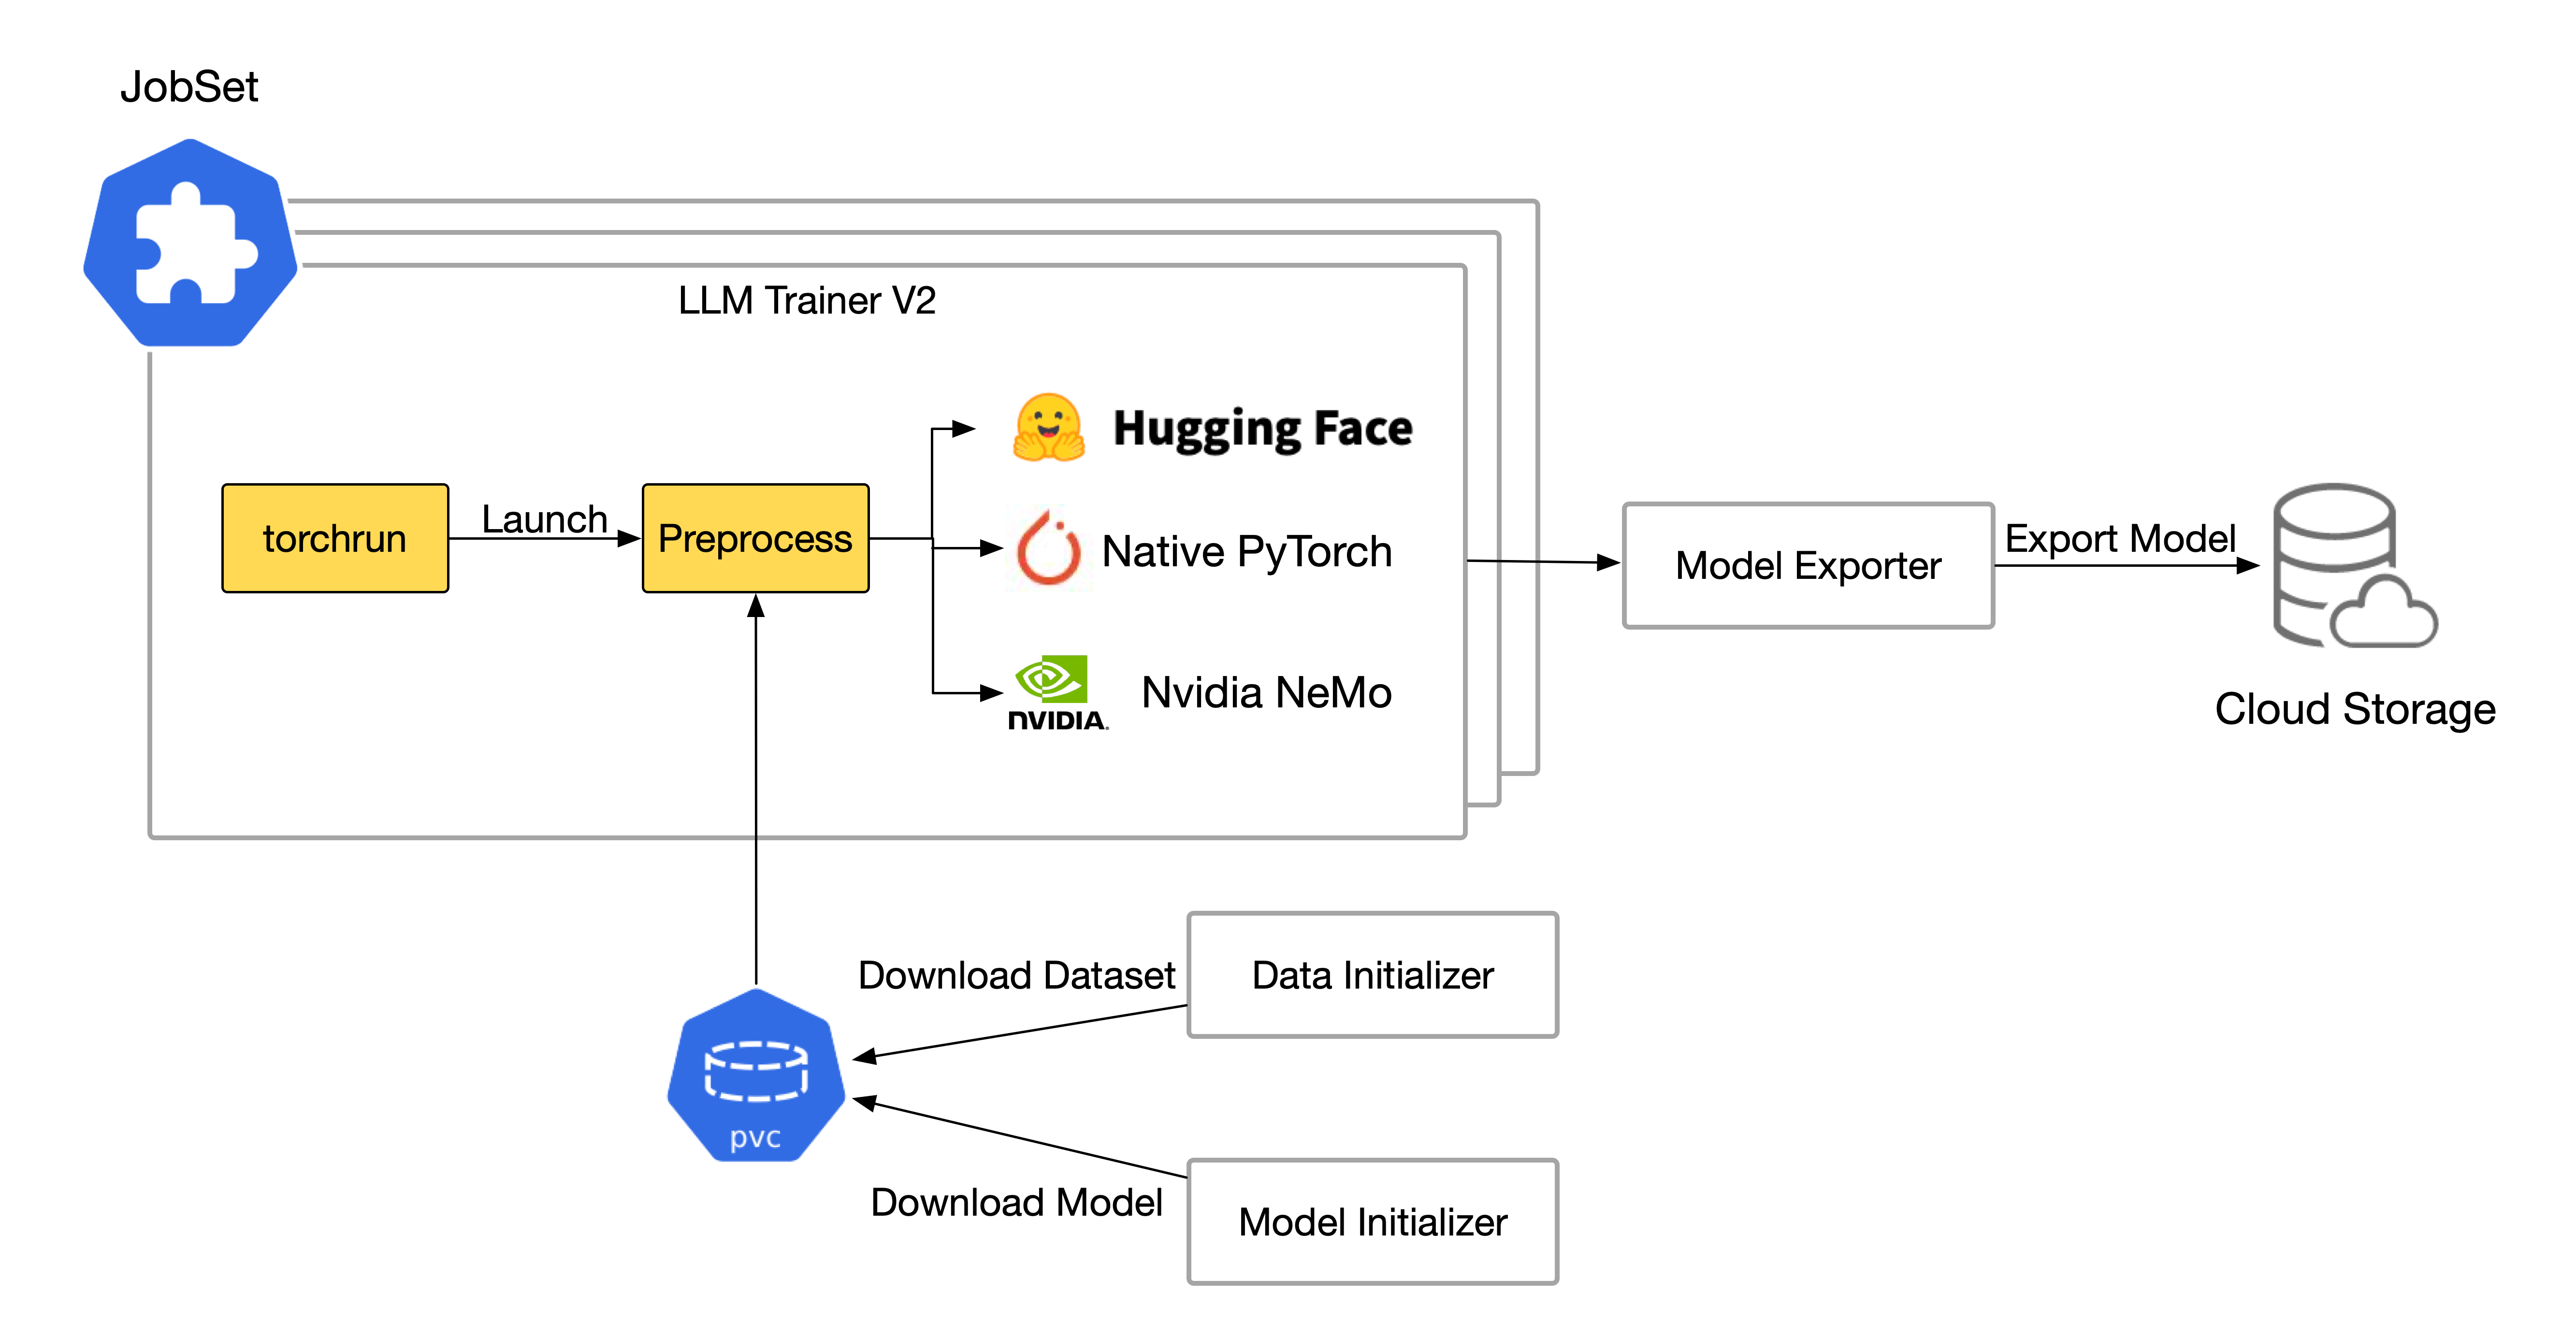 JobSet
LLM Trainer V2
Hugging Face
torchrun
Launch
Preprocess
Native PyTorch
NVIDIA.
Nvidia NeMo
Model Exporter
Export Model
Cloud Storage
Download Dataset
Data Initializer
pvc
Download Model
Model Initializer